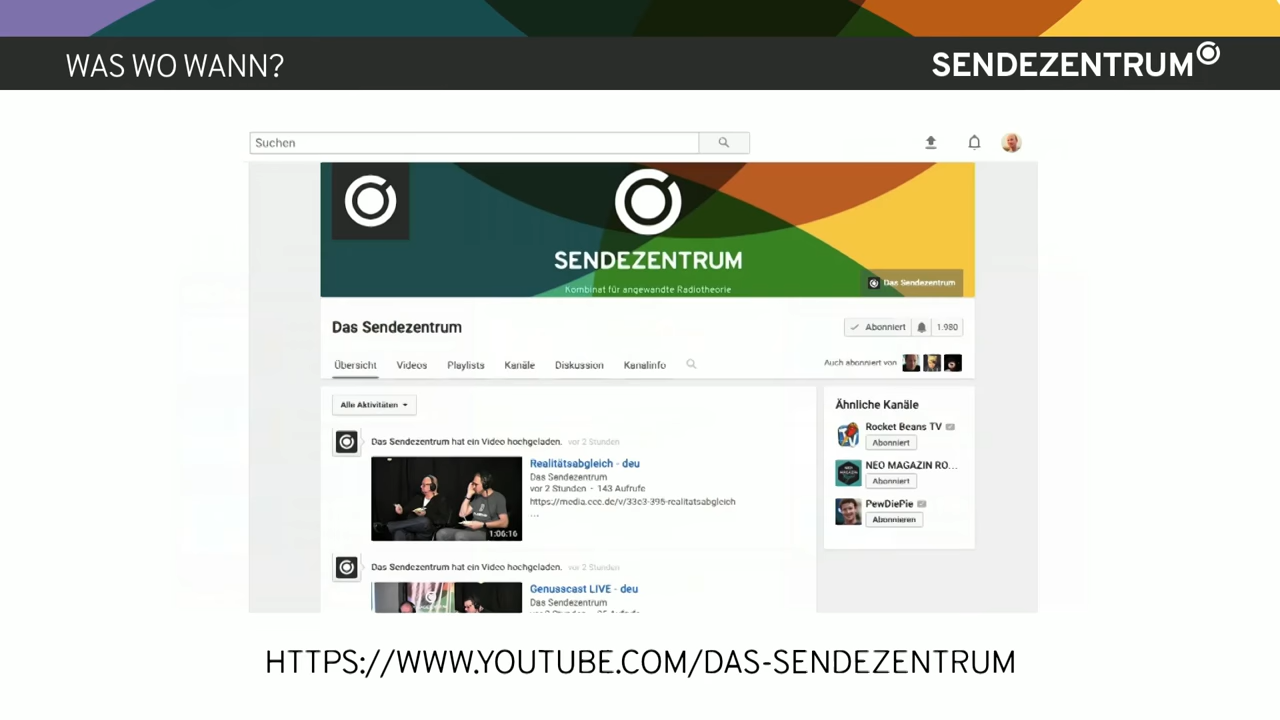 WAS WO WANN?
SENDEZENTRUM
Suchen
SENDEZENTRUM
Kombinat für angewandte Radiotheorie
Das Sendezentrum
Das Sendezentrum
Abonniert 1.980
Übersicht Videos Playlists Kanäle Diskussion Kanalinfo
Auch abonniert von
Alle Aktivitäten
Das Sendezentrum hat ein Video hochgeladen. vor 2 Stunden
Realitätsabgleich - deu
Das Sendezentrum
vor 2 Stunden · 143 Aufrufe
https://media.ccc.de/v/33c3-395-realitatsabgleich
...
1:06:16
Das Sendezentrum hat ein Video hochgeladen. vor 2 Stunden
Genusscast LIVE - deu
Das Sendezentrum
Ähnliche Kanäle
Rocket Beans TV
Abonniert
NEO MAGAZIN RO...
Abonniert
PewDiePie
Abonnieren
HTTPS://WWW.YOUTUBE.COM/DAS-SENDEZENTRUM